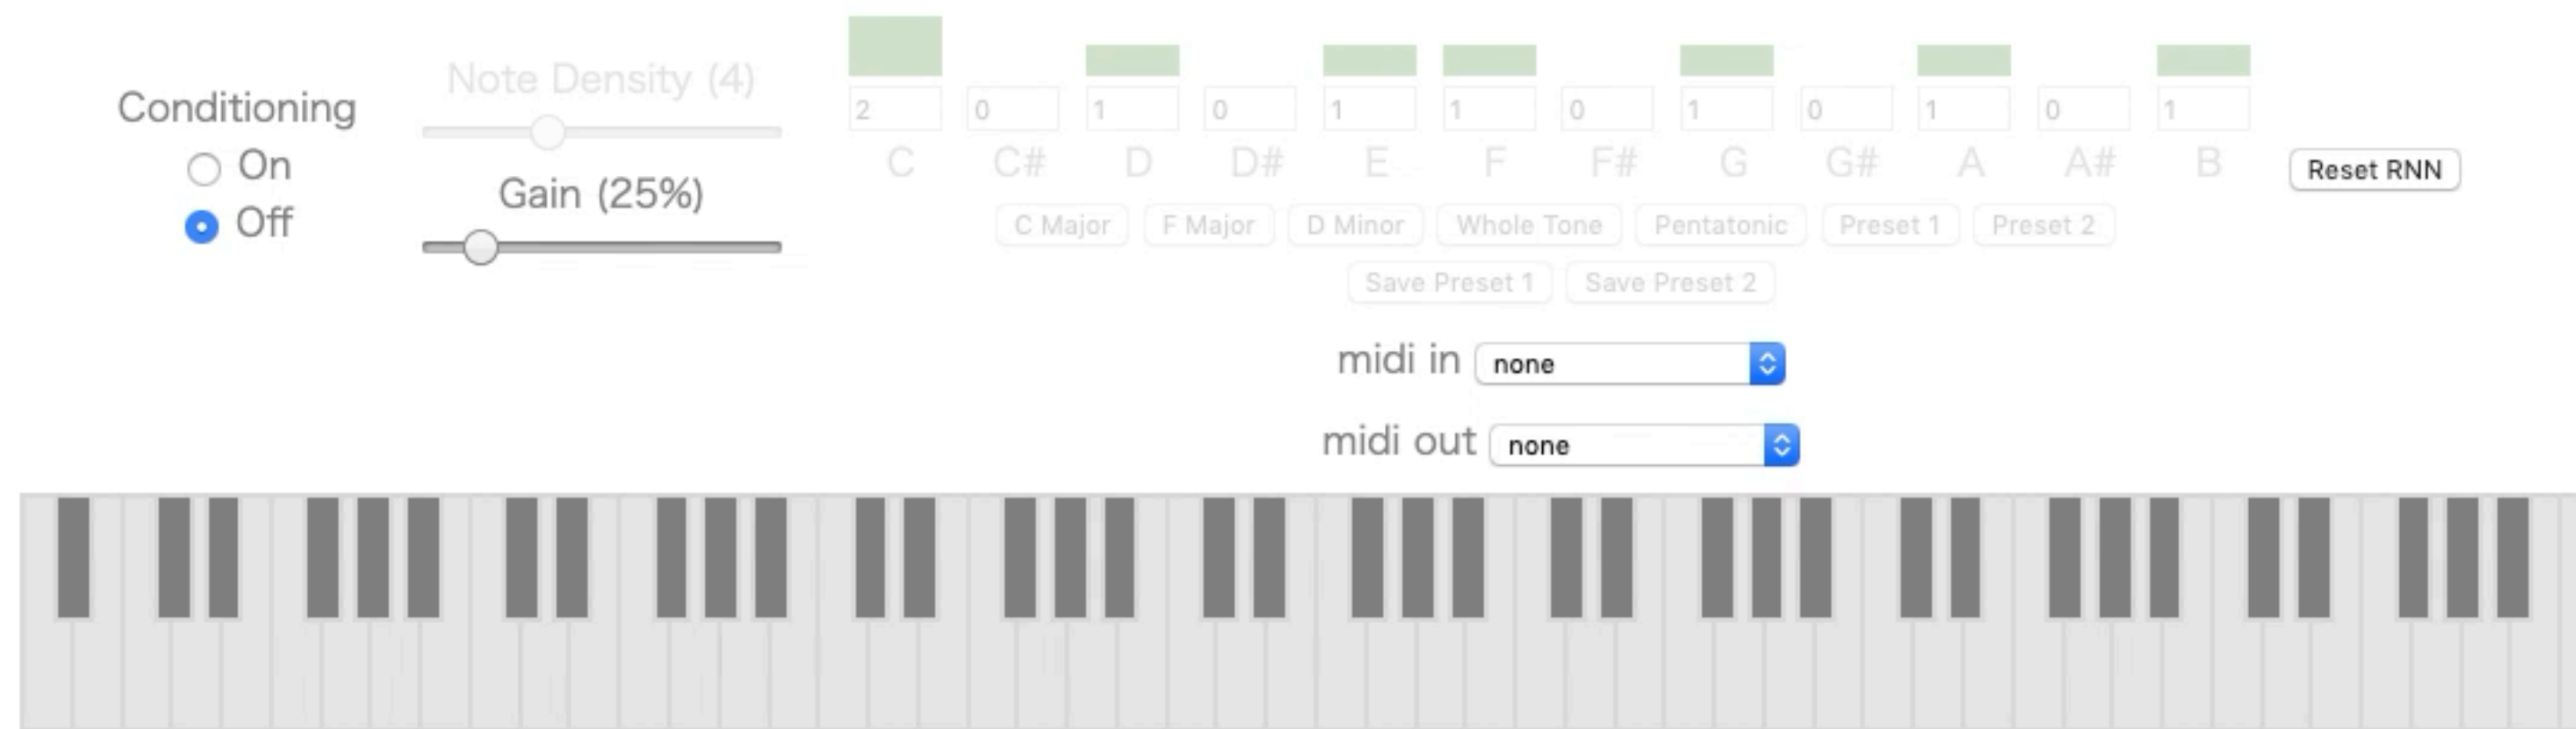 Conditioning
On
Off
Note Density (4)
Gain (25%)
2 0 1 0 1 1 0 1 0 1 0 1
C C# D D# E F F# G G# A A# B
C Major F Major D Minor Whole Tone Pentatonic Preset 1 Preset 2
Save Preset 1 Save Preset 2
Reset RNN
midi in none
midi out none